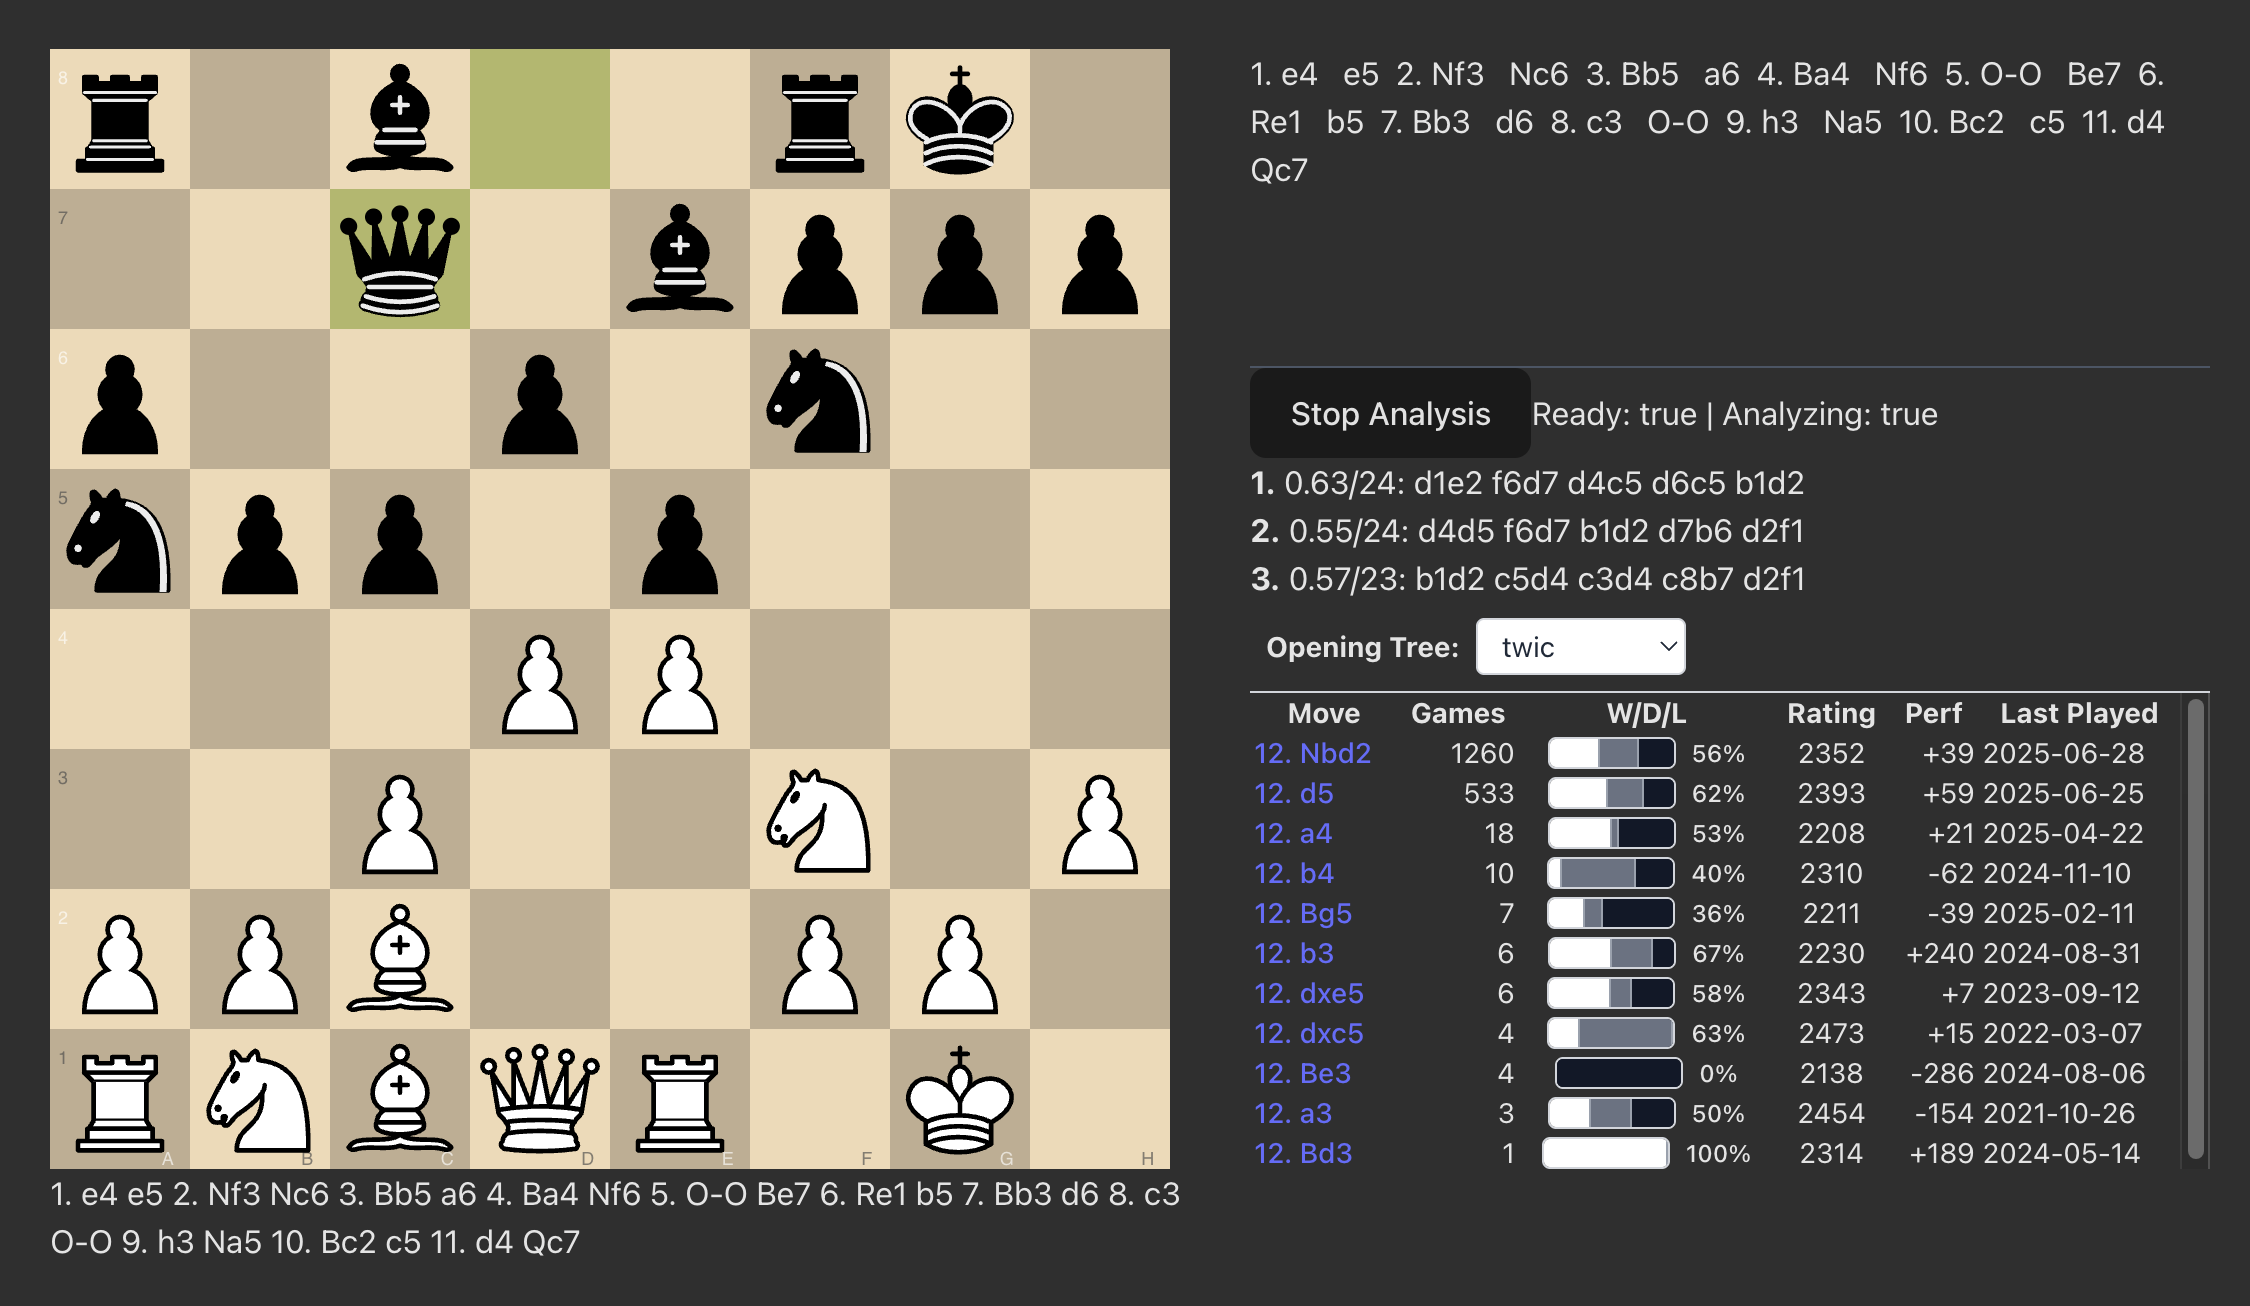 8
7
6
5
4
3
2
1
A B C D E F G H
1. e4 e5 2. Nf3 Nc6 3. Bb5 a6 4. Ba4 Nf6 5. O-O Be7 6. Re1 b5 7. Bb3 d6 8. c3
O-O 9. h3 Na5 10. Bc2 c5 11. d4 Qc7
1. e4 e5 2. Nf3 Nc6 3. Bb5 a6 4. Ba4 Nf6 5. O-O Be7 6.
Re1 b5 7. Bb3 d6 8. c3 O-O 9. h3 Na5 10. Bc2 c5 11. d4
Qc7
Stop Analysis Ready: true | Analyzing: true
1. 0.63/24: d1e2 f6d7 d4c5 d6c5 b1d2
2. 0.55/24: d4d5 f6d7 b1d2 d7b6 d2f1
3. 0.57/23: b1d2 c5d4 c3d4 c8b7 d2f1
Opening Tree: twic
Move Games W/D/L Rating Perf Last Played
12. Nbd2 1260 56% 2352 +39 2025-06-28
12. d5 533 62% 2393 +59 2025-06-25
12. a4 18 53% 2208 +21 2025-04-22
12. b4 10 40% 2310 -62 2024-11-10
12. Bg5 7 36% 2211 -39 2025-02-11
12. b3 6 67% 2230 +240 2024-08-31
12. dxe5 6 58% 2343 +7 2023-09-12
12. dxc5 4 63% 2473 +15 2022-03-07
12. Be3 4 0% 2138 -286 2024-08-06
12. a3 3 50% 2454 -154 2021-10-26
12. Bd3 1 100% 2314 +189 2024-05-14